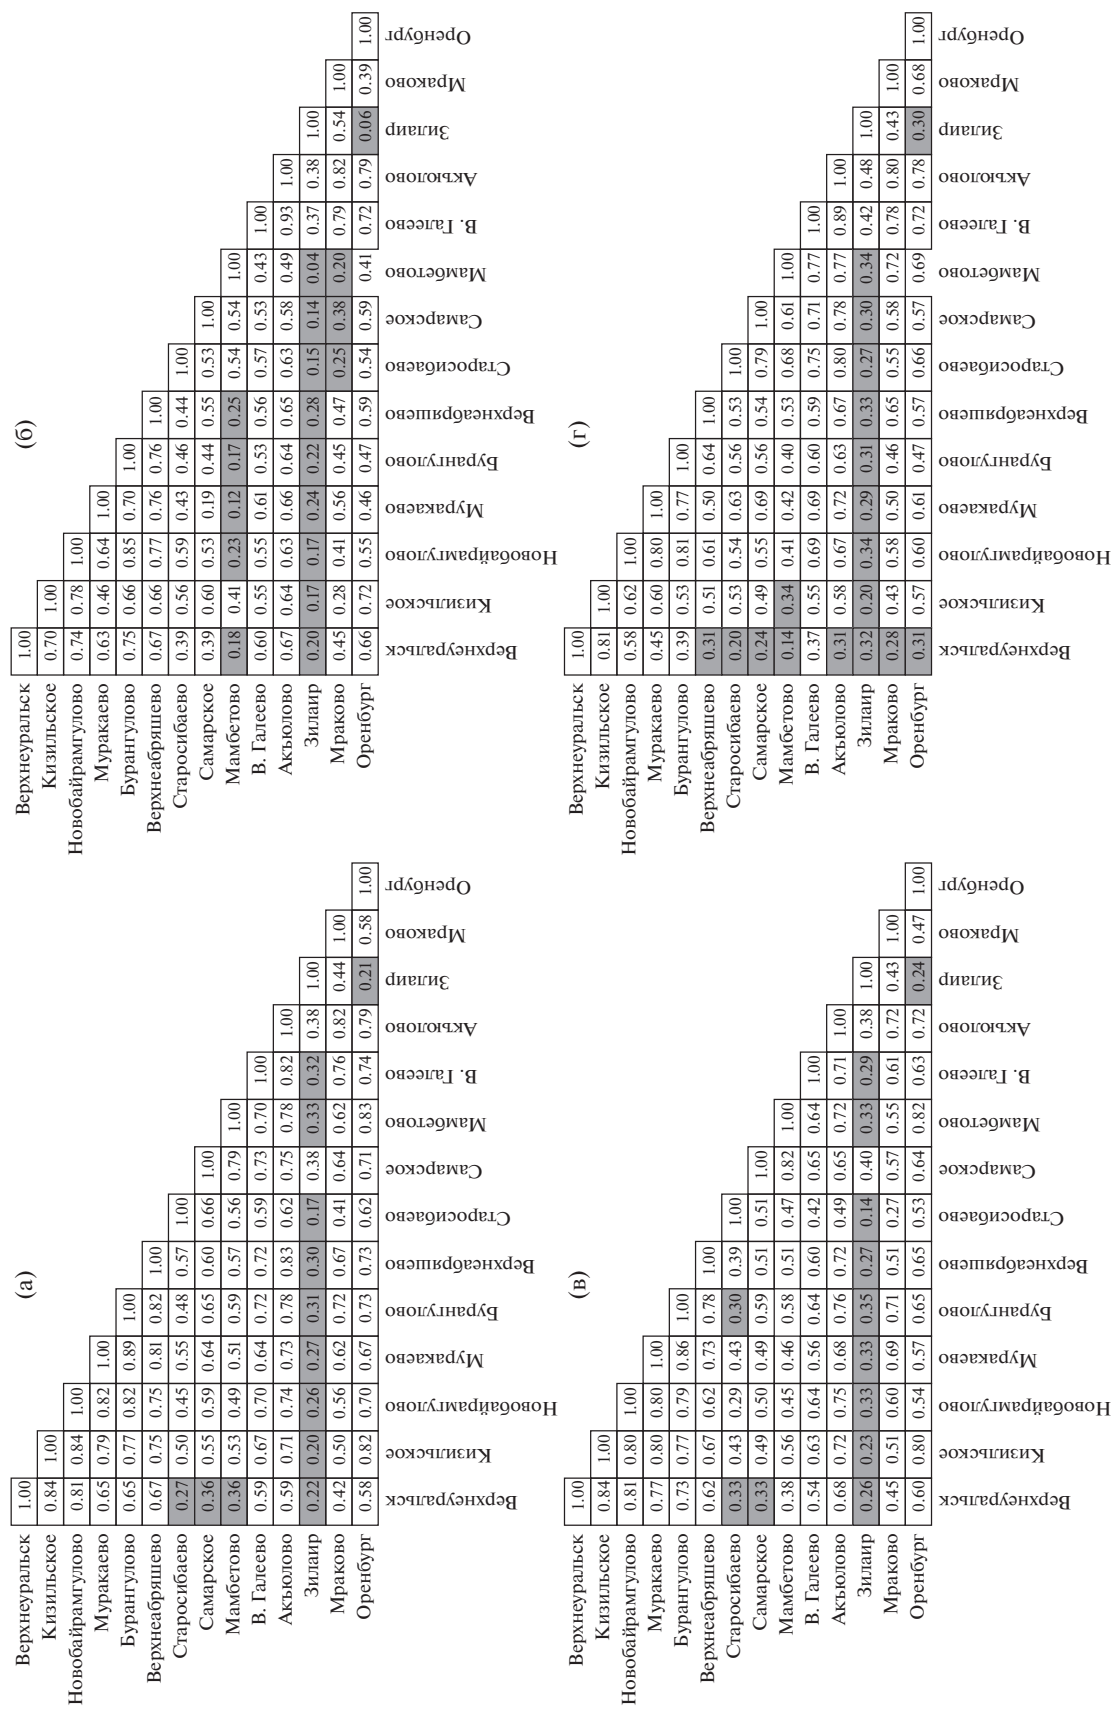 (а)
Верхнеуральск 1.00
Кизильское 0.84 1.00
Новобайрамгулово 0.81 0.84 1.00
Муракаево 0.65 0.79 0.82 1.00
Бурангулово 0.65 0.77 0.82 0.89 1.00
Верхнеабряшево 0.67 0.75 0.75 0.81 0.82 1.00
Старосибаево 0.27 0.50 0.45 0.55 0.48 0.57 1.00
Самарское 0.36 0.55 0.59 0.64 0.65 0.60 0.66 1.00
Мамбетово 0.36 0.53 0.49 0.51 0.59 0.57 0.56 0.79 1.00
В. Галеево 0.59 0.67 0.70 0.64 0.72 0.72 0.59 0.73 0.70 1.00
Акъюлово 0.59 0.71 0.74 0.73 0.78 0.83 0.62 0.75 0.78 0.82 1.00
Зилаир 0.22 0.20 0.26 0.27 0.31 0.30 0.17 0.38 0.33 0.32 0.38 1.00
Мраково 0.42 0.50 0.56 0.62 0.72 0.67 0.41 0.64 0.62 0.76 0.82 0.44 1.00
Оренбург 0.58 0.82 0.70 0.67 0.73 0.73 0.62 0.71 0.83 0.74 0.79 0.21 0.58 1.00
Верхнеуральск Кизильское Новобайрамгулово Муракаево Бурангулово Верхнеабряшево Старосибаево Самарское Мамбетово В. Галеево Акъюлово Зилаир Мраково Оренбург
(б)
Верхнеуральск 1.00
Кизильское 0.70 1.00
Новобайрамгулово 0.74 0.78 1.00
Муракаево 0.63 0.46 0.64 1.00
Бурангулово 0.75 0.66 0.85 0.70 1.00
Верхнеабряшево 0.67 0.66 0.77 0.76 0.76 1.00
Старосибаево 0.39 0.56 0.59 0.43 0.46 0.44 1.00
Самарское 0.39 0.60 0.53 0.19 0.44 0.55 0.53 1.00
Мамбетово 0.18 0.41 0.23 0.12 0.17 0.25 0.54 0.54 1.00
В. Галеево 0.60 0.55 0.55 0.61 0.53 0.56 0.57 0.53 0.43 1.00
Акъюлово 0.67 0.64 0.63 0.66 0.64 0.65 0.63 0.58 0.49 0.93 1.00
Зилаир 0.20 0.17 0.17 0.24 0.22 0.28 0.15 0.14 0.04 0.37 0.38 1.00
Мраково 0.45 0.28 0.41 0.56 0.45 0.47 0.25 0.38 0.20 0.79 0.82 0.54 1.00
Оренбург 0.66 0.72 0.55 0.46 0.47 0.59 0.54 0.59 0.41 0.72 0.79 0.06 0.39 1.00
Верхнеуральск Кизильское Новобайрамгулово Муракаево Бурангулово Верхнеабряшево Старосибаево Самарское Мамбетово В. Галеево Акъюлово Зилаир Мраково Оренбург
(в)
Верхнеуральск 1.00
Кизильское 0.84 1.00
Новобайрамгулово 0.81 0.80 1.00
Муракаево 0.77 0.80 0.80 1.00
Бурангулово 0.73 0.77 0.79 0.86 1.00
Верхнеабряшево 0.62 0.67 0.62 0.73 0.78 1.00
Старосибаево 0.33 0.43 0.29 0.43 0.30 0.39 1.00
Самарское 0.33 0.49 0.50 0.49 0.59 0.51 0.51 1.00
Мамбетово 0.38 0.56 0.45 0.46 0.58 0.51 0.47 0.82 1.00
В. Галеево 0.54 0.63 0.64 0.56 0.64 0.60 0.42 0.65 0.64 1.00
Акъюлово 0.68 0.72 0.75 0.68 0.76 0.72 0.49 0.65 0.72 0.71 1.00
Зилаир 0.26 0.23 0.33 0.33 0.35 0.27 0.14 0.40 0.33 0.29 0.38 1.00
Мраково 0.45 0.51 0.60 0.69 0.71 0.51 0.27 0.57 0.55 0.61 0.72 0.43 1.00
Оренбург 0.60 0.80 0.54 0.57 0.65 0.65 0.53 0.64 0.82 0.63 0.72 0.24 0.47 1.00
Верхнеуральск Кизильское Новобайрамгулово Муракаево Бурангулово Верхнеабряшево Старосибаево Самарское Мамбетово В. Галеево Акъюлово Зилаир Мраково Оренбург
(г)
Верхнеуральск 1.00
Кизильское 0.81 1.00
Новобайрамгулово 0.58 0.62 1.00
Муракаево 0.45 0.60 0.80 1.00
Бурангулово 0.39 0.53 0.81 0.77 1.00
Верхнеабряшево 0.31 0.51 0.61 0.50 0.64 1.00
Старосибаево 0.20 0.53 0.54 0.63 0.56 0.53 1.00
Самарское 0.24 0.49 0.55 0.69 0.56 0.54 0.79 1.00
Мамбетово 0.14 0.34 0.41 0.42 0.40 0.53 0.68 0.61 1.00
В. Галеево 0.37 0.55 0.69 0.69 0.60 0.59 0.75 0.71 0.77 1.00
Акъюлово 0.31 0.58 0.67 0.72 0.63 0.67 0.80 0.78 0.77 0.89 1.00
Зилаир 0.32 0.20 0.34 0.29 0.31 0.33 0.27 0.30 0.34 0.42 0.48 1.00
Мраково 0.28 0.43 0.58 0.50 0.46 0.65 0.55 0.58 0.72 0.78 0.80 0.43 1.00
Оренбург 0.31 0.57 0.60 0.61 0.47 0.57 0.66 0.57 0.69 0.72 0.78 0.30 0.68 1.00
Верхнеуральск Кизильское Новобайрамгулово Муракаево Бурангулово Верхнеабряшево Старосибаево Самарское Мамбетово В. Галеево Акъюлово Зилаир Мраково Оренбург